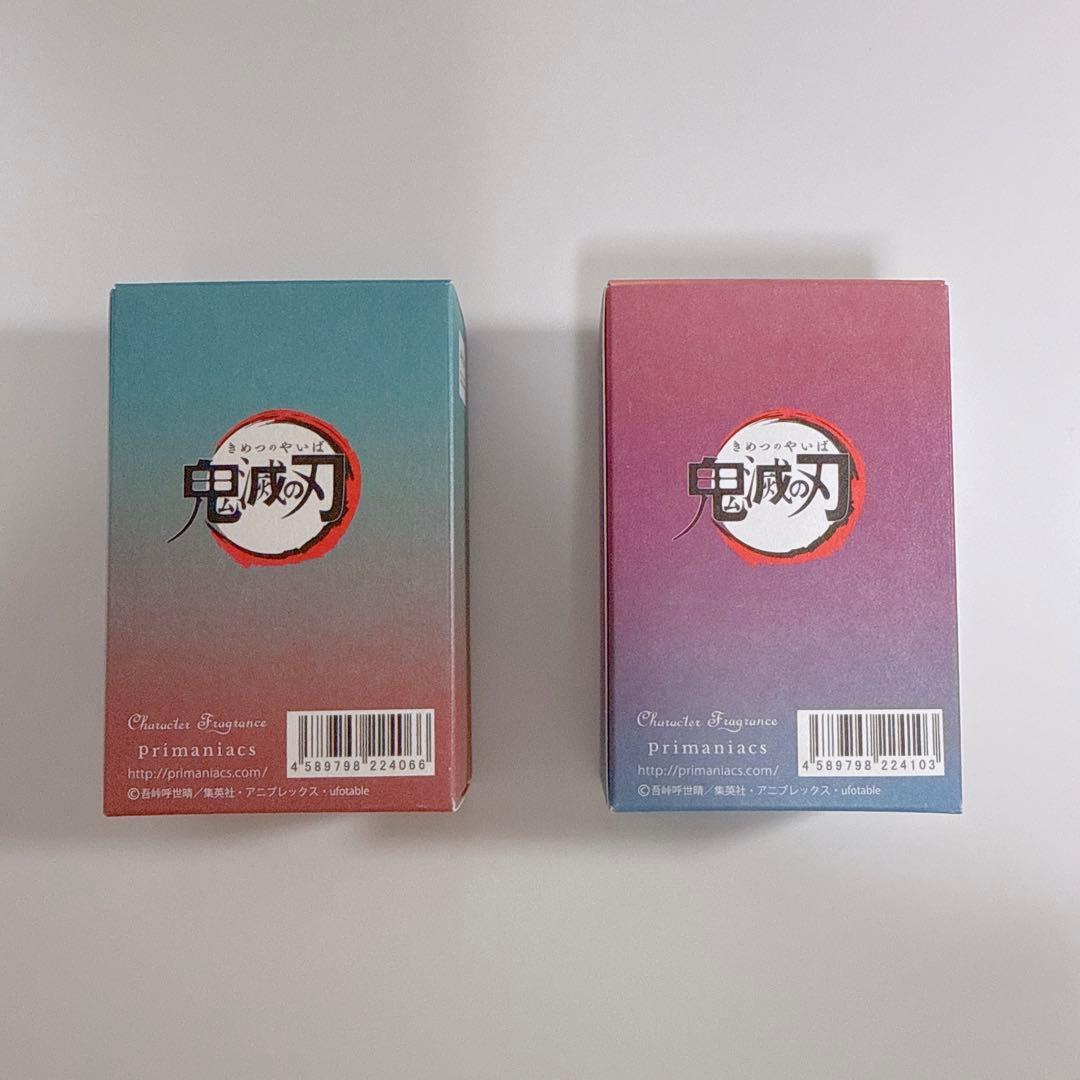 きめつのやいば
鬼滅の刃
Character Fragrance
primaniacs
http://primaniacs.com/
©吾峠呼世晴／集英社・アニプレックス・ufotable
4 589798 224066
きめつのやいば
鬼滅の刃
Character Fragrance
primaniacs
http://primaniacs.com/
©吾峠呼世晴／集英社・アニプレックス・ufotable
4 589798 224103